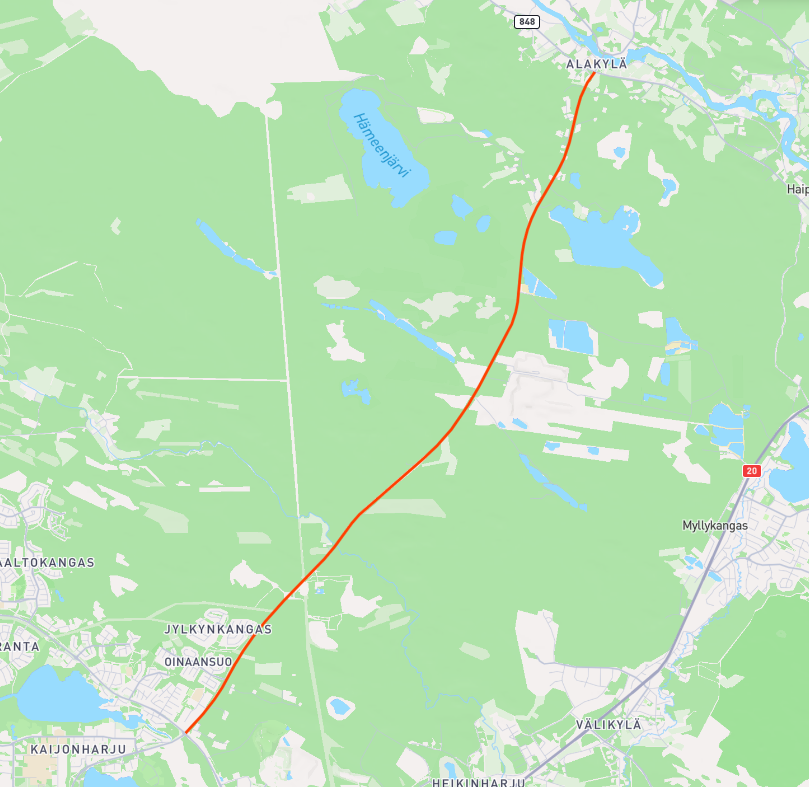 848
ALAKYLÄ
Hämeenjärvi
Haip
20
Myllykangas
AALTOKANGAS
JYLKYNKANGAS
RANTA
OINAANSUO
VÄLIKYLÄ
KAIJONHARJU
HEIKINHARJU